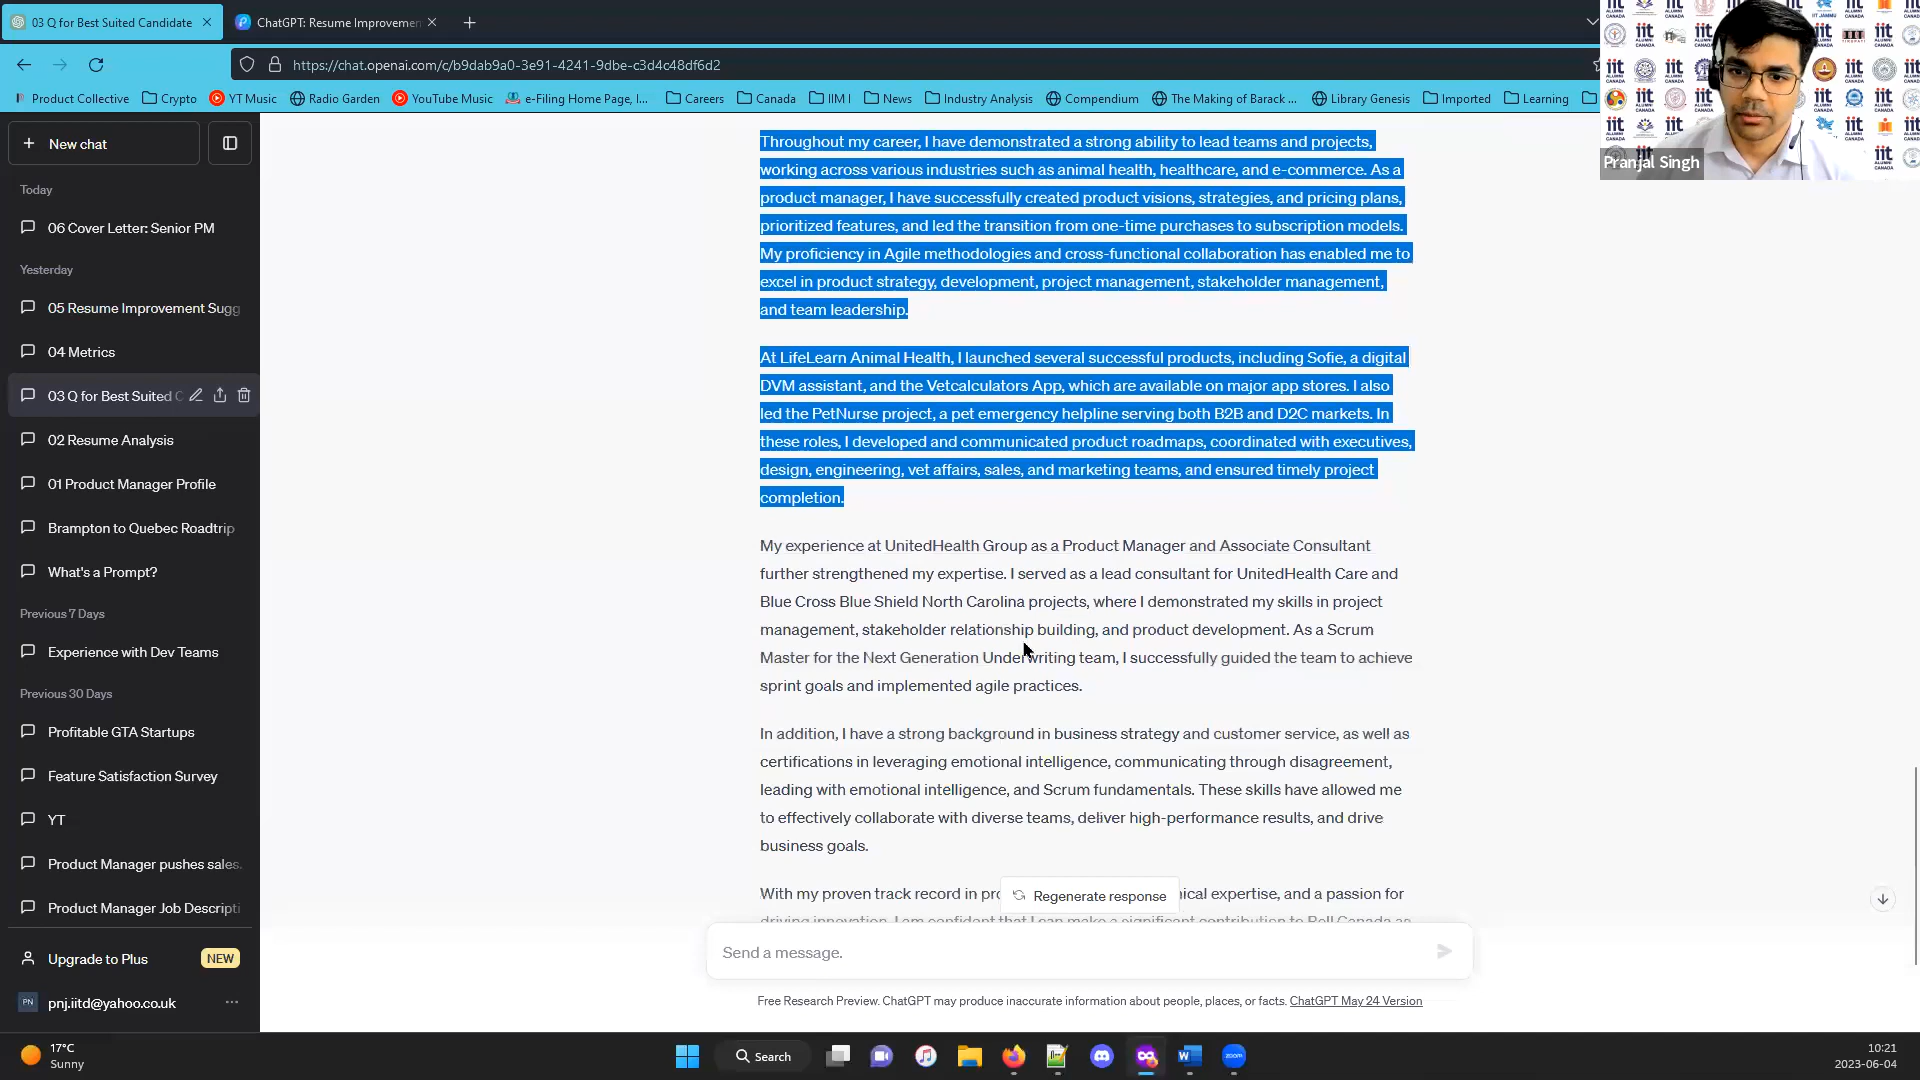 03 Q for Best Suited Candidate
ChatGPT: Resume Improvemen
https://chat.openai.com/c/b9dab9a0-3e91-4241-9dbe-c3d4c48df6d2
Product Collective
Crypto
YT Music
Radio Garden
YouTube Music
e-Filing Home Page, I...
Careers
Canada
IIM I
News
Industry Analysis
Compendium
The Making of Barack ...
Library Genesis
Imported
Learning
Pranjal Singh
New chat
Today
06 Cover Letter: Senior PM
Yesterday
05 Resume Improvement Sugg
04 Metrics
03 Q for Best Suited C
02 Resume Analysis
01 Product Manager Profile
Brampton to Quebec Roadtrip
What's a Prompt?
Previous 7 Days
Experience with Dev Teams
Previous 30 Days
Profitable GTA Startups
Feature Satisfaction Survey
YT
Product Manager pushes sales.
Product Manager Job Descripti
Upgrade to Plus
NEW
PN
pnj.iitd@yahoo.co.uk
Throughout my career, I have demonstrated a strong ability to lead teams and projects,
working across various industries such as animal health, healthcare, and e-commerce. As a
product manager, I have successfully created product visions, strategies, and pricing plans,
prioritized features, and led the transition from one-time purchases to subscription models.
My proficiency in Agile methodologies and cross-functional collaboration has enabled me to
excel in product strategy, development, project management, stakeholder management,
and team leadership.
At LifeLearn Animal Health, I launched several successful products, including Sofie, a digital
DVM assistant, and the Vetcalculators App, which are available on major app stores. I also
led the PetNurse project, a pet emergency helpline serving both B2B and D2C markets. In
these roles, I developed and communicated product roadmaps, coordinated with executives,
design, engineering, vet affairs, sales, and marketing teams, and ensured timely project
completion.
My experience at UnitedHealth Group as a Product Manager and Associate Consultant
further strengthened my expertise. I served as a lead consultant for UnitedHealth Care and
Blue Cross Blue Shield North Carolina projects, where I demonstrated my skills in project
management, stakeholder relationship building, and product development. As a Scrum
Master for the Next Generation Underwriting team, I successfully guided the team to achieve
sprint goals and implemented agile practices.
In addition, I have a strong background in business strategy and customer service, as well as
certifications in leveraging emotional intelligence, communicating through disagreement,
leading with emotional intelligence, and Scrum fundamentals. These skills have allowed me
to effectively collaborate with diverse teams, deliver high-performance results, and drive
business goals.
With my proven track record in pro
ical expertise, and a passion for
driving innovation, I am confident that I can make a significant contribution to Bell Canada as
Regenerate response
Send a message.
Free Research Preview. ChatGPT may produce inaccurate information about people, places, or facts. ChatGPT May 24 Version
17°C
Sunny
Search
zoom
10:21
2023-06-04